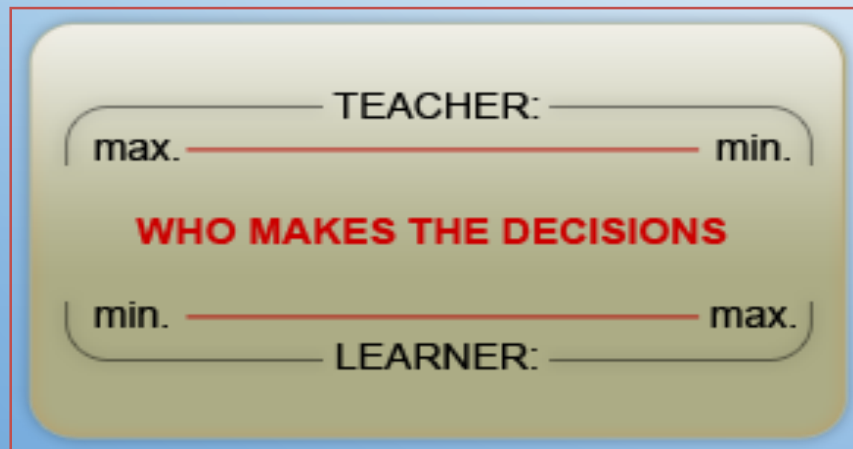 TEACHER:
max. min.
WHO MAKES THE DECISIONS
min. max.
LEARNER: